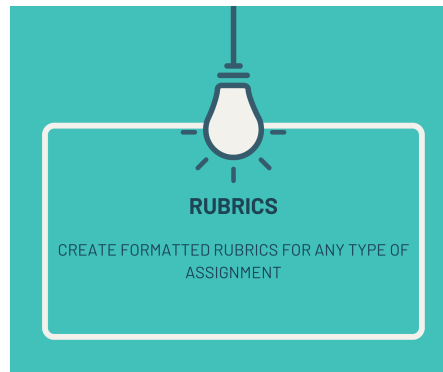 RUBRICS
CREATE FORMATTED RUBRICS FOR ANY TYPE OF
ASSIGNMENT